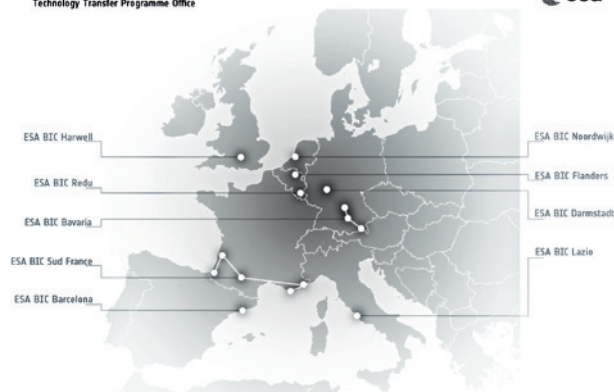 Technology Transfer Programme Office
esa
ESA BIC Harwell
ESA BIC Redu
ESA BIC Bavaria
ESA BIC Sud France
ESA BIC Barcelona
ESA BIC Noordwijk
ESA BIC Flanders
ESA BIC Darmstadt
ESA BIC Lazio